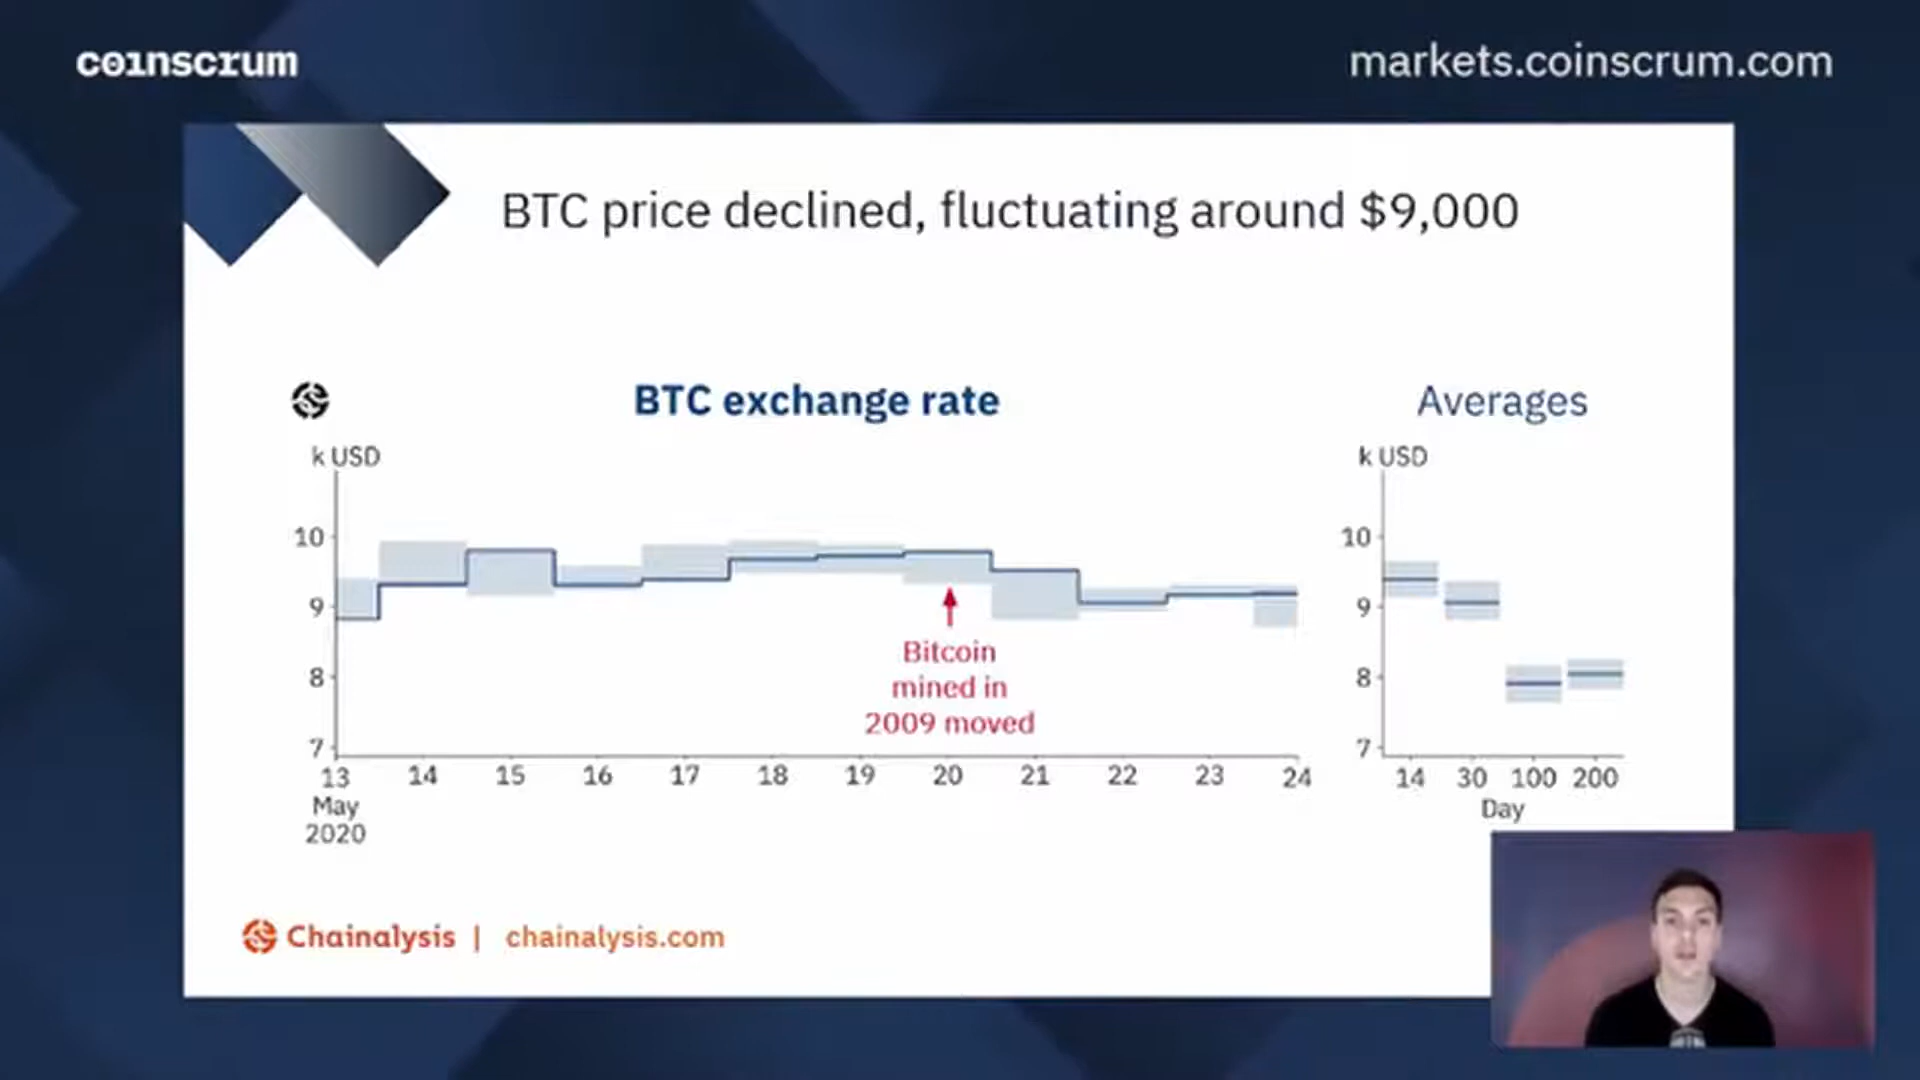 coinscrum
markets.coinscrum.com
BTC price declined, fluctuating around $9,000
BTC exchange rate
Averages
k USD
10
9
8
7
13 14 15 16 17 18 19 20 21 22 23 24
May
2020
Bitcoin
mined in
2009 moved
k USD
10
9
8
7
14 30 100 200
Day
Chainalysis | chainalysis.com